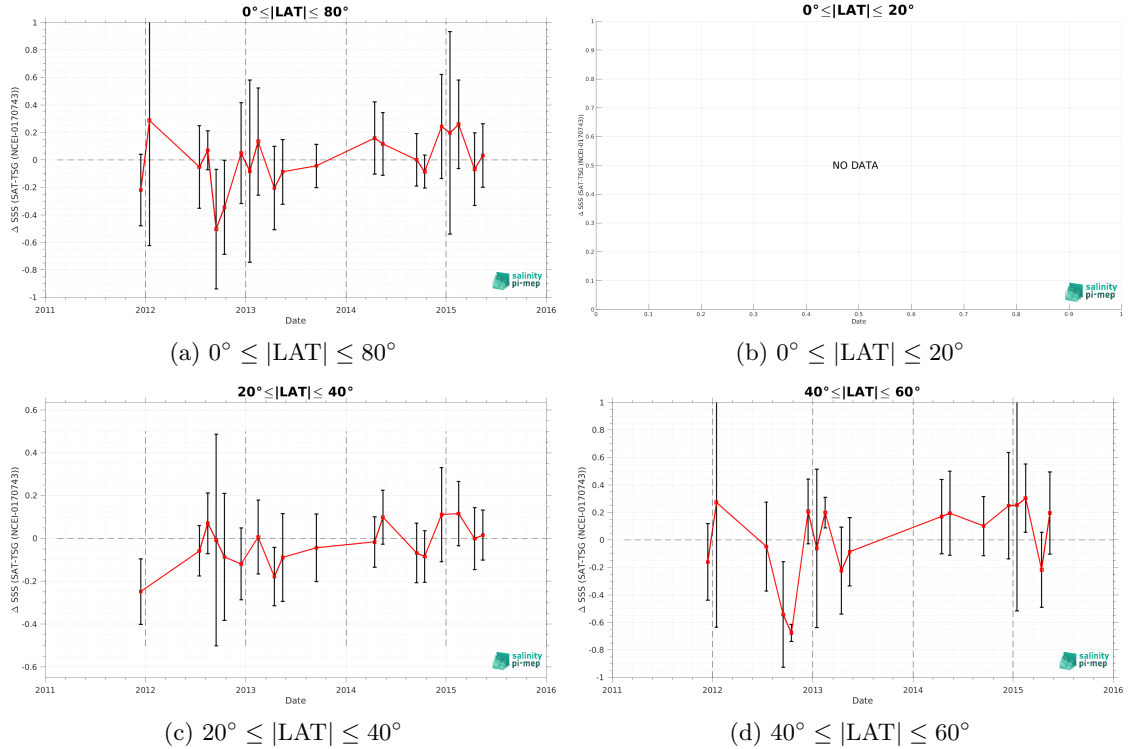 0°≤|LAT|≤ 80°
Δ SSS (SAT-TSG (NCEI-0170743))
1
0.8
0.6
0.4
0.2
0
-0.2
-0.4
-0.6
-0.8
-1
2011 2012 2013 2014 2015 2016
Date
salinity
pi-mep
(a) 0° ≤ |LAT| ≤ 80°
0°≤|LAT|≤ 20°
Δ SSS (SAT-TSG (NCEI-0170743))
1
0.9
0.8
0.7
0.6
0.5
0.4
0.3
0.2
0.1
0
NO DATA
0 0.1 0.2 0.3 0.4 0.5 0.6 0.7 0.8 0.9 1
Date
salinity
pi-mep
(b) 0° ≤ |LAT| ≤ 20°
20°≤|LAT|≤ 40°
Δ SSS (SAT-TSG (NCEI-0170743))
0.6
0.4
0.2
0
-0.2
-0.4
-0.6
2011 2012 2013 2014 2015 2016
Date
salinity
pi-mep
(c) 20° ≤ |LAT| ≤ 40°
40°≤|LAT|≤ 60°
Δ SSS (SAT-TSG (NCEI-0170743))
1
0.8
0.6
0.4
0.2
0
-0.2
-0.4
-0.6
-0.8
-1
2011 2012 2013 2014 2015 2016
Date
salinity
pi-mep
(d) 40° ≤ |LAT| ≤ 60°